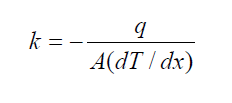 k = - q / A(dT / dx)